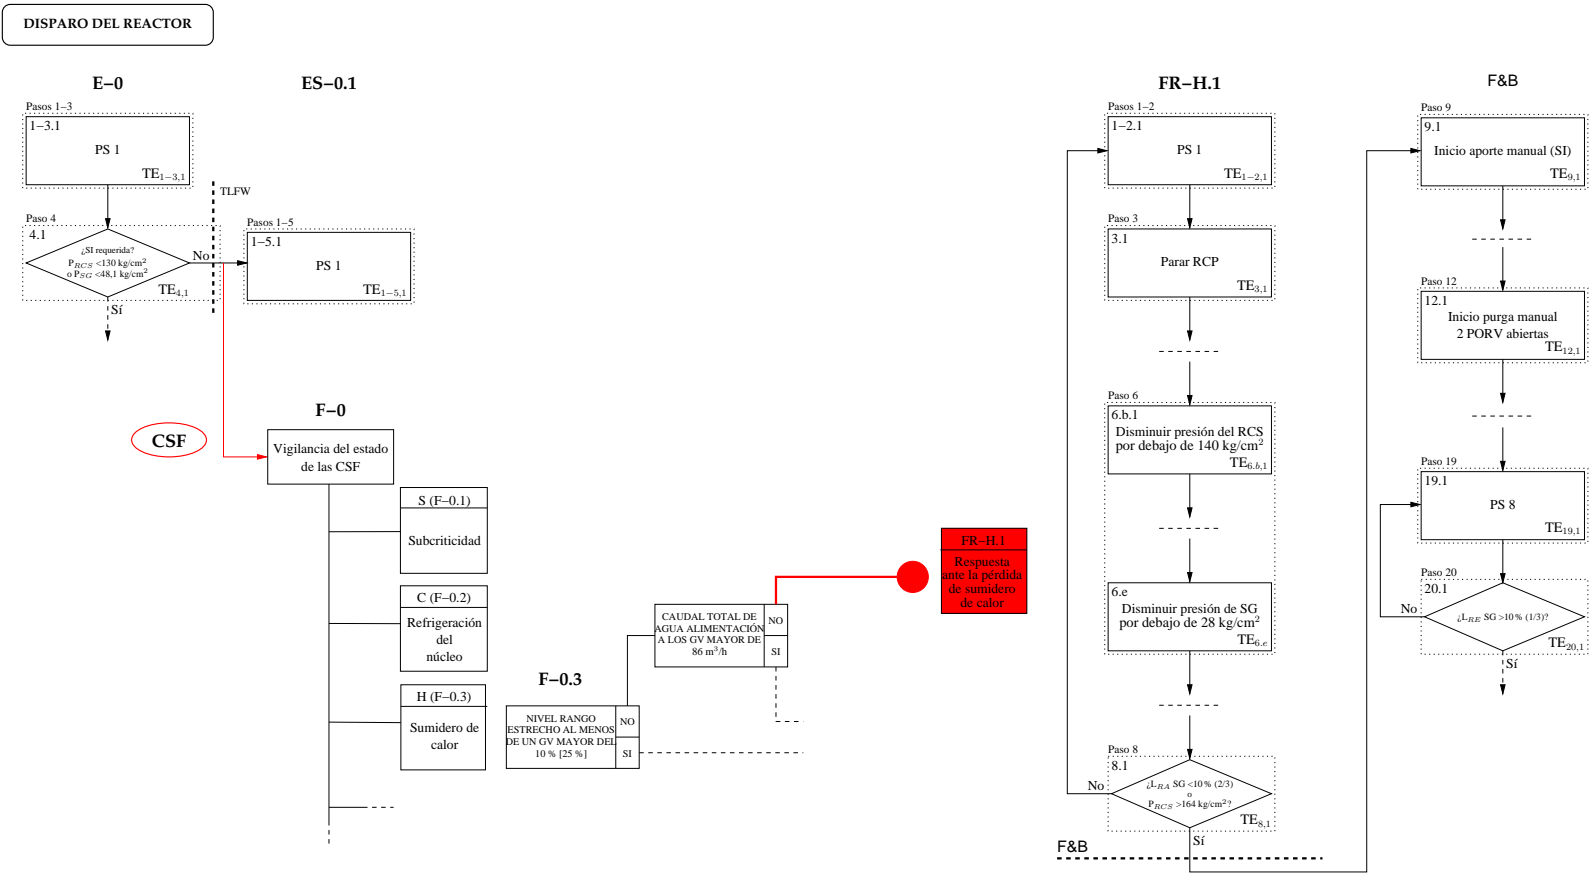 DISPARO DEL REACTOR
E–0
Pasos 1–3
1–3.1
PS 1
TE1–3,1
Paso 4
4.1
¿SI requerida?
PRCS <130 kg/cm2
o PSG <48,1 kg/cm2
TE4,1
No
Sí
TLFW
ES–0.1
Pasos 1–5
1–5.1
PS 1
TE1–5,1
CSF
F–0
Vigilancia del estado
de las CSF
S (F–0.1)
Subcriticidad
C (F–0.2)
Refrigeración
del
núcleo
H (F–0.3)
Sumidero de
calor
F–0.3
NIVEL RANGO
ESTRECHO AL MENOS
DE UN GV MAYOR DEL
10 % [25 %]
NO
SI
CAUDAL TOTAL DE
AGUA ALIMENTACIÓN
A LOS GV MAYOR DE
86 m3/h
NO
SI
FR–H.1
Respuesta
ante la pérdida
de sumidero
de calor
FR–H.1
Pasos 1–2
1–2.1
PS 1
TE1–2,1
Paso 3
3.1
Parar RCP
TE3,1
Paso 6
6.b.1
Disminuir presión del RCS
por debajo de 140 kg/cm2
TE6.b,1
6.e
Disminuir presión de SG
por debajo de 28 kg/cm2
TE6.e
Paso 8
8.1
¿LRA SG <10 % (2/3)
o
PRCS >164 kg/cm2?
TE8,1
No
Sí
F&B
F&B
Paso 9
9.1
Inicio aporte manual (SI)
TE9,1
Paso 12
12.1
Inicio purga manual
2 PORV abiertas
TE12,1
Paso 19
19.1
PS 8
TE19,1
Paso 20
20.1
¿LRE SG >10 % (1/3)?
TE20,1
No
Sí